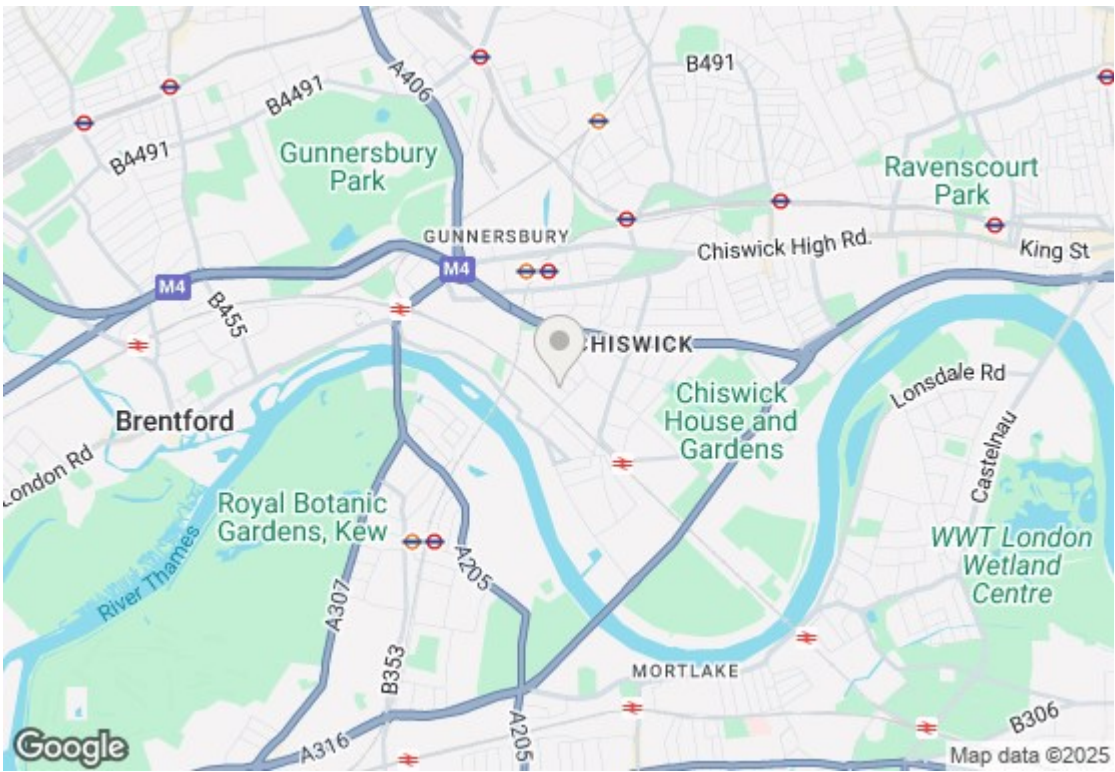 A406
B491
B4491
B4491
Gunnersbury
Park
Ravenscourt
Park
GUNNERSBURY
Chiswick High Rd.
King St
M4
M4
B455
CHISWICK
Lonsdale Rd
Chiswick
House and
Gardens
Brentford
Castelnau
London Rd
Royal Botanic
Gardens, Kew
River Thames
A205
WWT London
Wetland
Centre
A307
B353
MORTLAKE
A205
B306
A316
Google
Map data ©2025